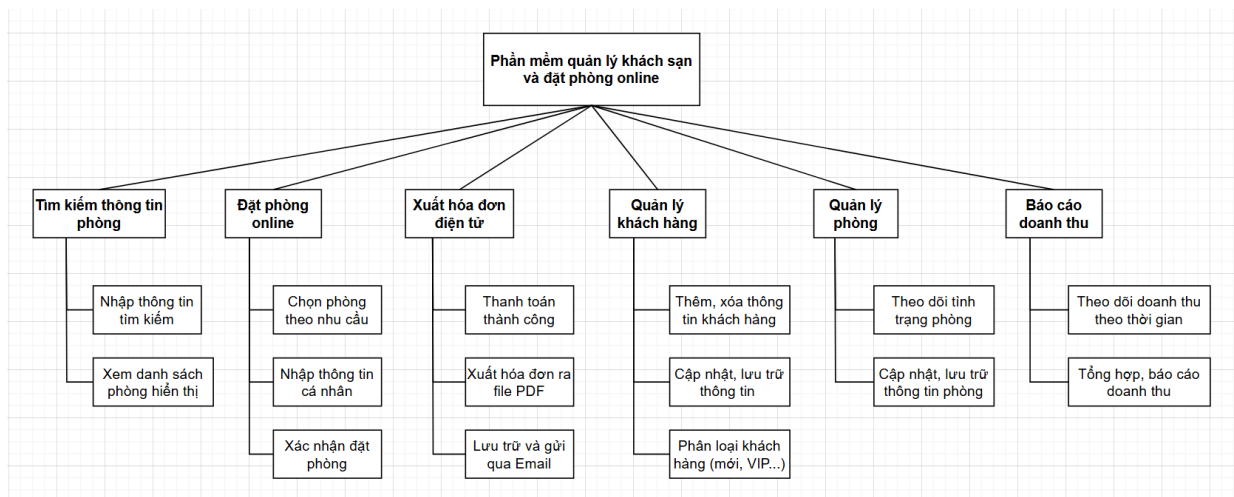 Phần mềm quản lý khách sạn
và đặt phòng online
Tìm kiếm thông tin
phòng
Đặt phòng
online
Xuất hóa đơn
điện tử
Quản lý
khách hàng
Quản lý
phòng
Báo cáo
doanh thu
Nhập thông tin
tìm kiếm
Xem danh sách
phòng hiển thị
Chọn phòng
theo nhu cầu
Nhập thông tin
cá nhân
Xác nhận đặt
phòng
Thanh toán
thành công
Xuất hóa đơn ra
file PDF
Lưu trữ và gửi
qua Email
Thêm, xóa thông
tin khách hàng
Cập nhật, lưu trữ
thông tin
Phân loại khách
hàng (mới, VIP...)
Theo dõi tình
trạng phòng
Cập nhật, lưu trữ
thông tin phòng
Theo dõi doanh thu
theo thời gian
Tổng hợp, báo cáo
doanh thu